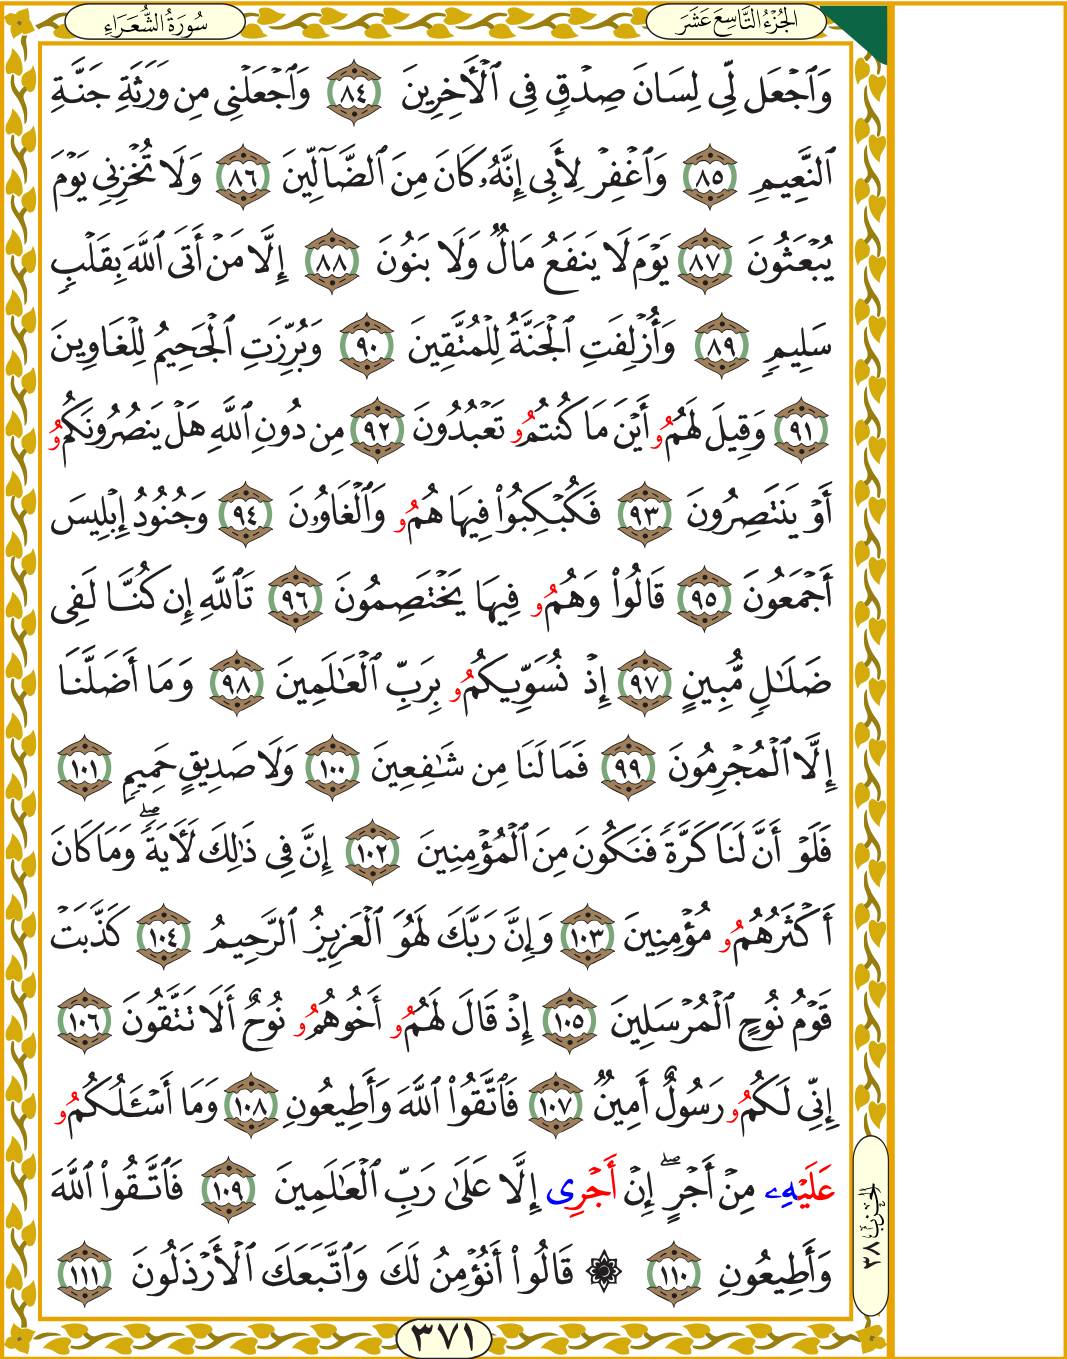 الجُزْءُ التَّاسِعَ عَشَرَ
سُورَةُ الشُّعَرَاءِ
وَٱجْعَل لِّى لِسَانَ صِدْقٍ فِى ٱلْأَخِرِينَ ٨٤ وَٱجْعَلْنِى مِن وَرَثَةِ جَنَّةِ
ٱلنَّعِيمِ ٨٥ وَٱغْفِرْ لِأَبِى إِنَّهُۥ كَانَ مِنَ ٱلضَّآلِّينَ ٨٦ وَلَا تُخْزِنِى يَوْمَ
يُبْعَثُونَ ٨٧ يَوْمَ لَا يَنفَعُ مَالٌ وَلَا بَنُونَ ٨٨ إِلَّا مَنْ أَتَى ٱللَّهَ بِقَلْبٍ
سَلِيمٍ ٨٩ وَأُزْلِفَتِ ٱلْجَنَّةُ لِلْمُتَّقِينَ ٩٠ وَبُرِّزَتِ ٱلْجَحِيمُ لِلْغَاوِينَ
٩١ وَقِيلَ لَهُمُۥ أَيْنَ مَا كُنتُمُۥ تَعْبُدُونَ ٩٢ مِن دُونِ ٱللَّهِ هَلْ يَنصُرُونَكُمُۥ
أَوْ يَنتَصِرُونَ ٩٣ فَكُبْكِبُوا۟ فِيهَا هُمُۥ وَٱلْغَاوُۥنَ ٩٤ وَجُنُودُ إِبْلِيسَ
أَجْمَعُونَ ٩٥ قَالُوا۟ وَهُمُۥ فِيهَا يَخْتَصِمُونَ ٩٦ تَٱللَّهِ إِن كُنَّا لَفِى
ضَلَٰلٍ مُّبِينٍ ٩٧ إِذْ نُسَوِّيكُمُۥ بِرَبِّ ٱلْعَٰلَمِينَ ٩٨ وَمَا أَضَلَّنَا
إِلَّا ٱلْمُجْرِمُونَ ٩٩ فَمَا لَنَا مِن شَٰفِعِينَ ١٠٠ وَلَا صَدِيقٍ حَمِيمٍ ١٠١
فَلَوْ أَنَّ لَنَا كَرَّةً فَنَكُونَ مِنَ ٱلْمُؤْمِنِينَ ١٠٢ إِنَّ فِى ذَٰلِكَ لَأَيَةً ۖ وَمَا كَانَ
أَكْثَرُهُمُۥ مُؤْمِنِينَ ١٠٣ وَإِنَّ رَبَّكَ لَهُوَ ٱلْعَزِيزُ ٱلرَّحِيمُ ١٠٤ كَذَّبَتْ
قَوْمُ نُوحٍ ٱلْمُرْسَلِينَ ١٠٥ إِذْ قَالَ لَهُمُۥ أَخُوهُمُۥ نُوحٌ أَلَا تَتَّقُونَ ١٠٦
إِنِّى لَكُمُۥ رَسُولٌ أَمِينٌ ١٠٧ فَٱتَّقُوا۟ ٱللَّهَ وَأَطِيعُونِ ١٠٨ وَمَا أَسْـَٔلُكُمُۥ
عَلَيْهِۦ مِنْ أَجْرٍ ۖ إِنْ أَجْرِى إِلَّا عَلَىٰ رَبِّ ٱلْعَٰلَمِينَ ١٠٩ فَٱتَّقُوا۟ ٱللَّهَ
وَأَطِيعُونِ ١١٠ ۞ قَالُوا۟ أَنُؤْمِنُ لَكَ وَٱتَّبَعَكَ ٱلْأَرْذَلُونَ ١١١
الحزب ٣٨
٣٧١